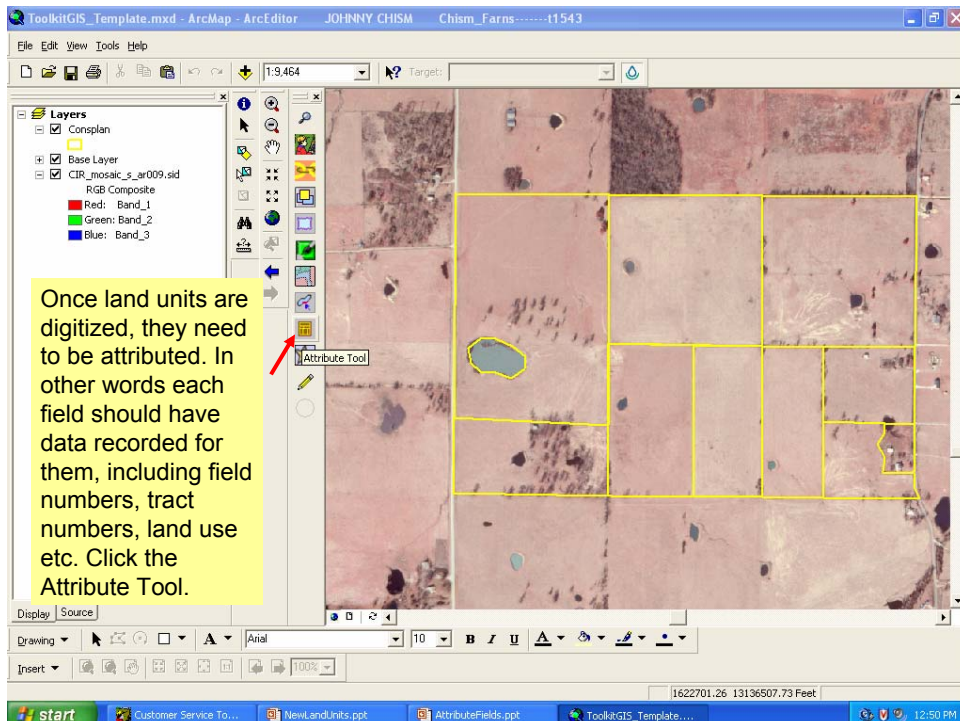 ToolkitGIS_Template.mxd - ArcMap - ArcEditor JOHNNY CHISM Chism_Farns-------t1543
File Edit View Tools Help
1:9,464 Target:
Layers
Consplan
Base Layer
CIR_mosaic_s_ar009.sid
RGB Composite
Red: Band_1
Green: Band_2
Blue: Band_3
Once land units are
digitized, they need
to be attributed. In
other words each
field should have
data recorded for
them, including field
numbers, tract
numbers, land use
etc. Click the
Attribute Tool.
Attribute Tool
Display Source
Drawing A Arial 10 B I U A
Insert 100%
1622701.26 13136507.73 Feet
start Customer Service To... NewLandUnits.ppt AttributeFields.ppt ToolkitGIS_Template.... 12:50 PM